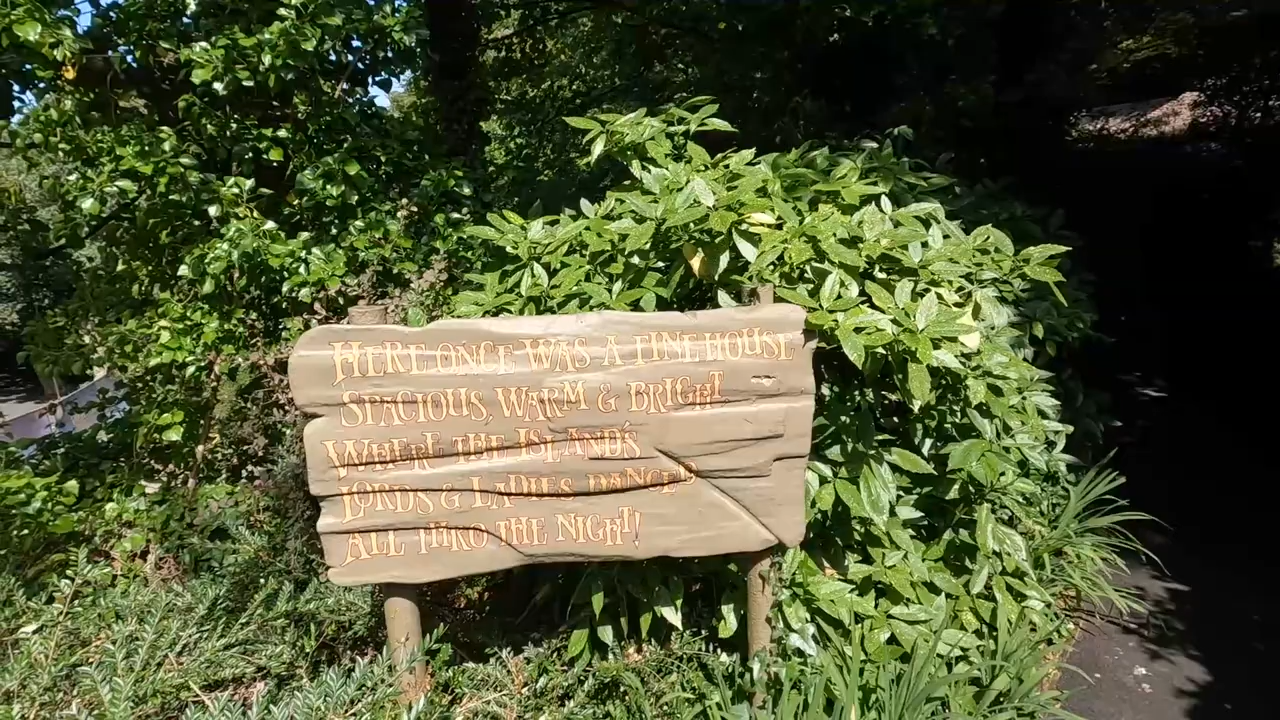 HERE ONCE WAS A FINE HOUSE
SPACIOUS, WARM & BRIGHT
WHERE THE ISLAND'S
LORDS & LADIES DANCED
ALL THRO THE NIGHT!